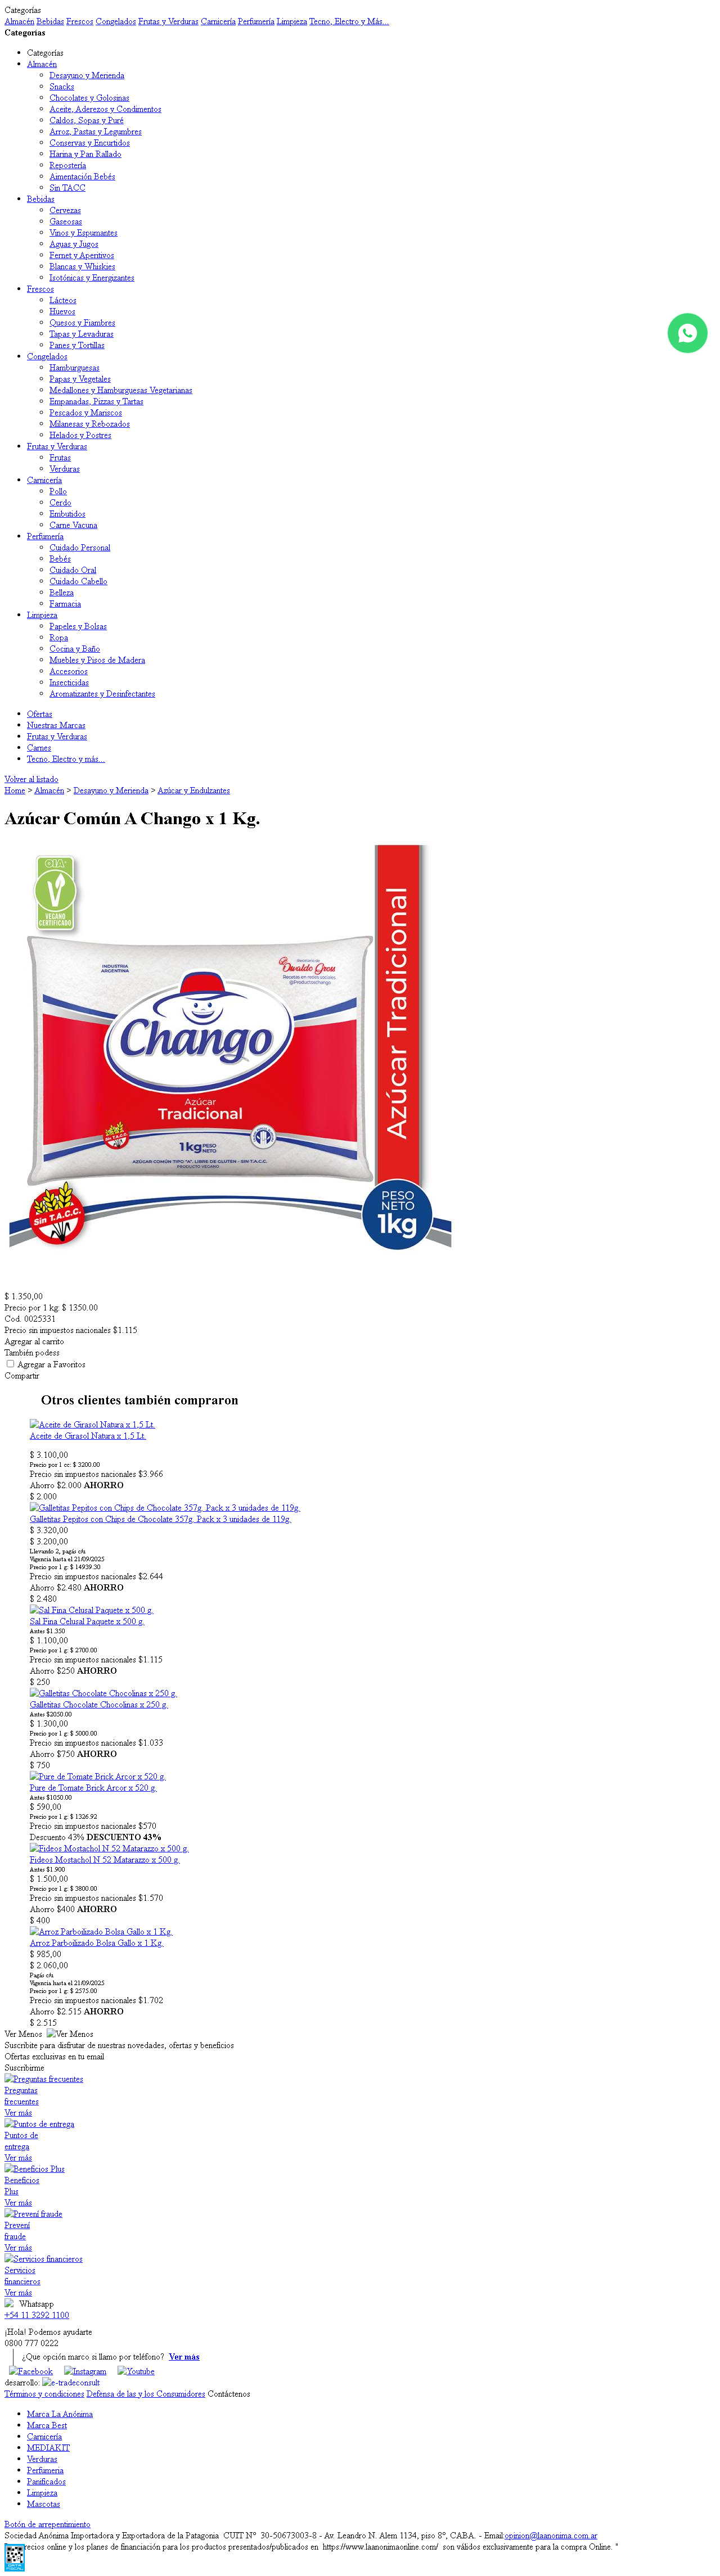 Categorías
Almacén Bebidas Frescos Congelados Frutas y Verduras Carnicería Perfumería Limpieza Tecno, Electro y Más...
Categorias
Categorías
Almacén
Desayuno y Merienda
Snacks
Chocolates y Golosinas
Aceite, Aderezos y Condimentos
Caldos, Sopas y Puré
Arroz, Pastas y Legumbres
Conservas y Encurtidos
Harina y Pan Rallado
Repostería
Aimentación Bebés
Sin TACC
Bebidas
Cervezas
Gaseosas
Vinos y Espumantes
Aguas y Jugos
Fernet y Aperitivos
Blancas y Whiskies
Isotónicas y Energizantes
Frescos
Lácteos
Huevos
Quesos y Fiambres
Tapas y Levaduras
Panes y Tortillas
Congelados
Hamburguesas
Papas y Vegetales
Medallones y Hamburguesas Vegetarianas
Empanadas, Pizzas y Tartas
Pescados y Mariscos
Milanesas y Rebozados
Helados y Postres
Frutas y Verduras
Frutas
Verduras
Carnicería
Pollo
Cerdo
Embutidos
Carne Vacuna
Perfumería
Cuidado Personal
Bebés
Cuidado Oral
Cuidado Cabello
Belleza
Farmacia
Limpieza
Papeles y Bolsas
Ropa
Cocina y Baño
Muebles y Pisos de Madera
Accesorios
Insecticidas
Aromatizantes y Desinfectantes
Ofertas
Nuestras Marcas
Frutas y Verduras
Carnes
Tecno, Electro y más...
Volver al listado
Home > Almacén > Desayuno y Merienda > Azúcar y Endulzantes
Azúcar Común A Chango x 1 Kg.
OIA
VEGANO
CERTIFICADO
INDUSTRIA
ARGENTINA
Osvaldo Gross
Recetas en redes sociales
@Productoschango
Chango
Azúcar
Tradicional
Sin T.A.C.C.
1kg PESO NETO
AZÚCAR COMÚN TIPO "A". LIBRE DE GLUTEN - SIN T.A.C.C.
PRODUCTO VEGANO
Azúcar Tradicional
Sin T.A.C.C.
PESO
NETO
1kg
$ 1.350,00
Precio por 1 kg: $ 1350.00
Cod. 0025331
Precio sin impuestos nacionales $1.115
Agregar al carrito
También podess
Agregar a Favoritos
Compartir
Otros clientes también compraron
Aceite de Girasol Natura x 1,5 Lt.
Aceite de Girasol Natura x 1,5 Lt.
$ 3.100,00
Precio por 1 cc: $ 3200.00
Precio sin impuestos nacionales $3.966
Ahorro $2.000 AHORRO
$ 2.000
Galletitas Pepitos con Chips de Chocolate 357g. Pack x 3 unidades de 119g.
Galletitas Pepitos con Chips de Chocolate 357g. Pack x 3 unidades de 119g.
$ 3.320,00
$ 3.200,00
Llevando 2, pagás c/u
Vigencia hasta el 21/09/2025
Precio por 1 g: $ 14939.30
Precio sin impuestos nacionales $2.644
Ahorro $2.480 AHORRO
$ 2.480
Sal Fina Celusal Paquete x 500 g.
Sal Fina Celusal Paquete x 500 g.
Antes $1.350
$ 1.100,00
Precio por 1 g: $ 2700.00
Precio sin impuestos nacionales $1.115
Ahorro $250 AHORRO
$ 250
Galletitas Chocolate Chocolinas x 250 g.
Galletitas Chocolate Chocolinas x 250 g.
Antes $2050.00
$ 1.300,00
Precio por 1 g: $ 5000.00
Precio sin impuestos nacionales $1.033
Ahorro $750 AHORRO
$ 750
Pure de Tomate Brick Arcor x 520 g.
Pure de Tomate Brick Arcor x 520 g.
Antes $1050.00
$ 590,00
Precio por 1 g: $ 1326.92
Precio sin impuestos nacionales $570
Descuento 43% DESCUENTO 43%
Fideos Mostachol N 52 Matarazzo x 500 g.
Fideos Mostachol N 52 Matarazzo x 500 g.
Antes $1.900
$ 1.500,00
Precio por 1 g: $ 3800.00
Precio sin impuestos nacionales $1.570
Ahorro $400 AHORRO
$ 400
Arroz Parboilizado Bolsa Gallo x 1 Kg.
Arroz Parboilizado Bolsa Gallo x 1 Kg.
$ 985,00
$ 2.060,00
Pagás c/u
Vigencia hasta el 21/09/2025
Precio por 1 g: $ 2575.00
Precio sin impuestos nacionales $1.702
Ahorro $2.515 AHORRO
$ 2.515
Ver Menos Ver Menos
Suscribite para disfrutar de nuestras novedades, ofertas y beneficios
Ofertas exclusivas en tu email
Suscribirme
Preguntas frecuentes
Preguntas
frecuentes
Ver más
Puntos de entrega
Puntos de
entrega
Ver más
Beneficios Plus
Beneficios
Plus
Ver más
Prevení fraude
Prevení
fraude
Ver más
Servicios financieros
Servicios
financieros
Ver más
Whatsapp
+54 11 3292 1100
¡Hola! Podemos ayudarte
0800 777 0222
¿Que opción marco si llamo por teléfono? Ver más
Facebook Instagram Youtube
desarrollo: e-tradeconsult
Términos y condiciones Defensa de las y los Consumidores Contáctenos
Marca La Anónima
Marca Best
Carnicería
MEDIAKIT
Verduras
Perfumeria
Panificados
Limpieza
Mascotas
Botón de arrepentimiento
Sociedad Anónima Importadora y Exportadora de la Patagonia CUIT Nº 30-50673003-8 - Av. Leandro N. Alem 1134, piso 8º, CABA. - Email:opinion@laanonima.com.ar
recios online y los planes de financiación para los productos presentados/publicados en https://www.laanonimaonline.com/ son válidos exclusivamente para la compra Online. "